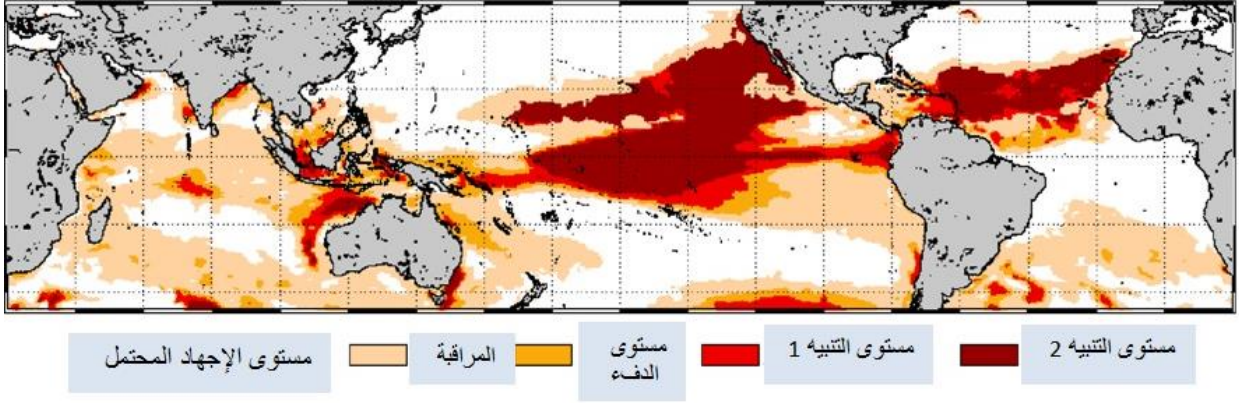 مستوى الإجهاد المحتمل
المراقبة
مستوى
الدفء
مستوى التنبيه 1
مستوى التنبيه 2